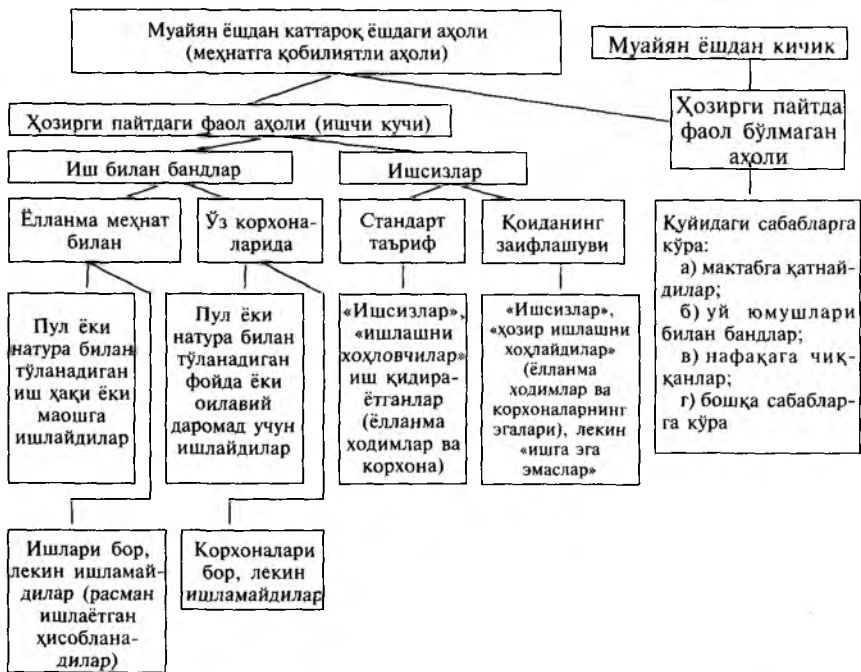 Муайян ёшдан каттароқ ёшдаги аҳоли
(меҳнатга қобилиятли аҳоли)
Муайян ёшдан кичик
Ҳозирги пайтдаги фаол аҳоли (ишчи кучи)
Ҳозирги пайтда
фаол бўлмаган
аҳоли
Иш билан бандлар
Ишсизлар
Ёлланма меҳнат
билан
Ўз корхона-
ларида
Стандарт
таъриф
Қоиданинг
заифлашуви
Қуйидаги сабабларга
кўра:
а) мактабга қатнай-
дилар;
б) уй юмушлари
билан бандлар;
в) нафақага чиқ-
қанлар;
г) бошқа сабаблар-
га кўра
Пул ёки
натура билан
тўланадиган
иш ҳақи ёки
маошга
ишлайдилар
Пул ёки
натура билан
тўланадиган
фойда ёки
оилавий
даромад учун
ишлайдилар
«Ишсизлар»,
«ишлашни
хоҳловчилар»
иш қидира-
ётганлар
(ёлланма
ходимлар ва
корхона)
«Ишсизлар»,
«ҳозир ишлашни
хоҳлайдилар»
(ёлланма
ходимлар ва
корхоналарнинг
эгалари), лекин
«ишга эга
эмаслар»
Ишлари бор,
лекин ишламай-
дилар (расман
ишлаётган
ҳисоблана-
дилар)
Корхоналари
бор, лекин
ишламайдилар